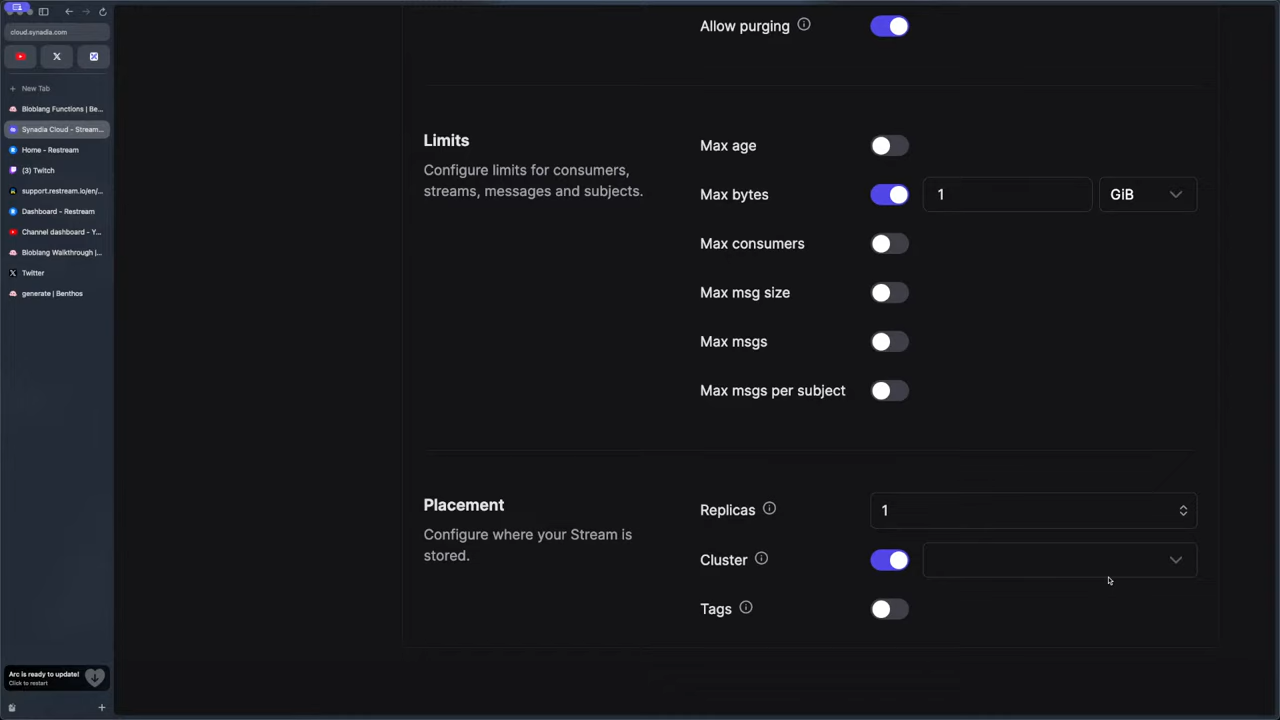 cloud.synadia.com
New Tab
Bloblang Functions | Be...
Synadia Cloud - Stream...
Home - Restream
(3) Twitch
support.restream.io/en/...
Dashboard - Restream
Channel dashboard - Y...
Bloblang Walkthrough |...
Twitter
generate | Benthos
Arc is ready to update!
Click to restart
Allow purging
Limits
Configure limits for consumers,
streams, messages and subjects.
Max age
Max bytes 1 GiB
Max consumers
Max msg size
Max msgs
Max msgs per subject
Placement
Configure where your Stream is
stored.
Replicas 1
Cluster
Tags